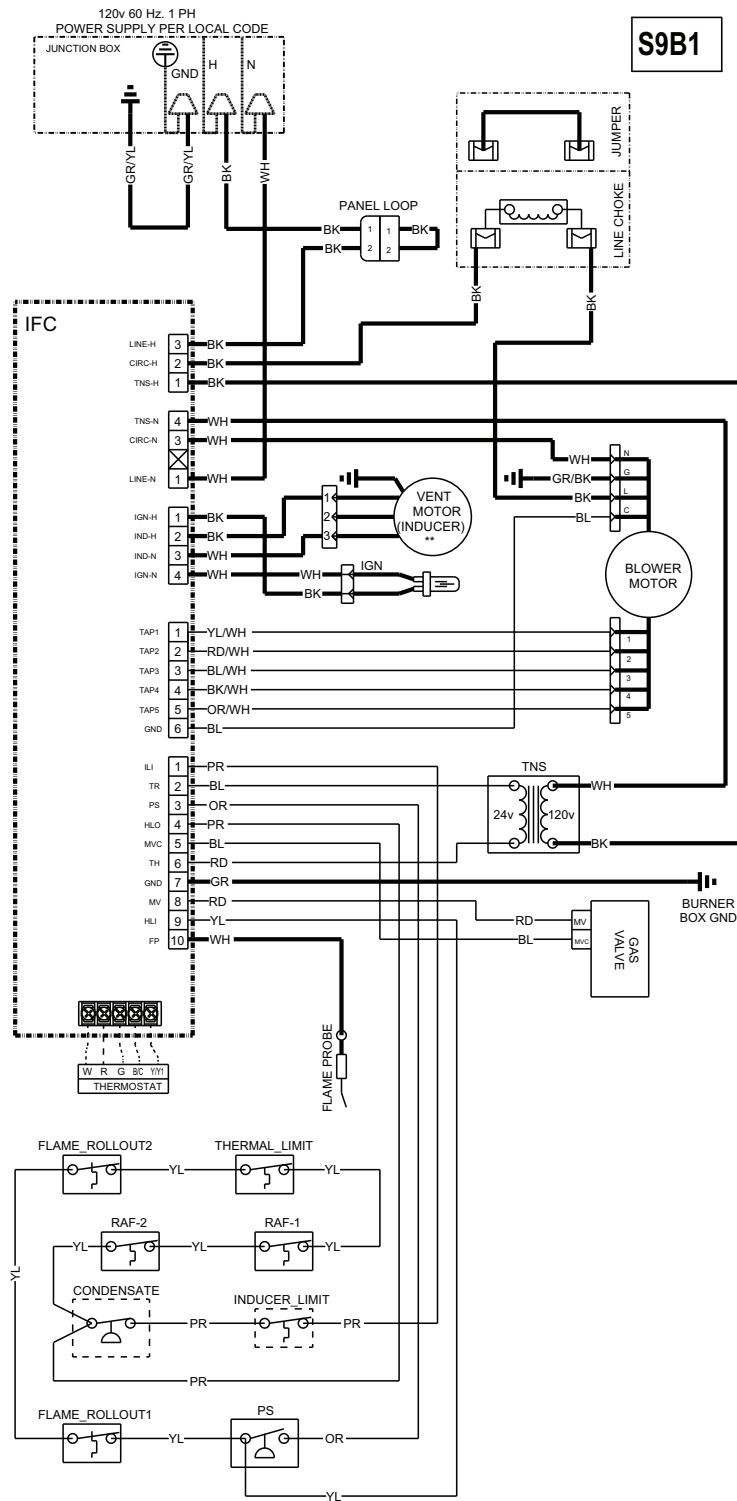 120v 60 Hz. 1 PH
POWER SUPPLY PER LOCAL CODE
S9B1
JUNCTION BOX
GND
H
N
GR/YL
GR/YL
BK
WH
JUMPER
LINE CHOKE
PANEL LOOP
BK
1
1
BK
BK
2
2
BK
BK
IFC
LINE-H
3
BK
CIRC-H
2
BK
TNS-H
1
BK
TNS-N
4
WH
CIRC-N
3
WH
LINE-N
1
WH
WH
N
GR/BK
G
BK
L
BL
C
IGN-H
1
BK
IND-H
2
BK
IND-N
3
WH
IGN-N
4
WH
1
2
3
VENT
MOTOR
(INDUCER)
**
WH
IGN
BK
BLOWER
MOTOR
TAP1
1
YL/WH
TAP2
2
RD/WH
TAP3
3
BL/WH
TAP4
4
BK/WH
TAP5
5
OR/WH
GND
6
BL
1
2
3
4
5
ILI
1
PR
TR
2
BL
PS
3
OR
HLO
4
PR
MVC
5
BL
TH
6
RD
GND
7
GR
MV
8
RD
HLI
9
YL
FP
10
WH
TNS
24v
120v
WH
BK
BURNER
BOX GND
RD
MV
BL
MVC
GAS
VALVE
FLAME PROBE
W R G B/C Y/Y1
THERMOSTAT
FLAME_ROLLOUT2
THERMAL_LIMIT
YL
YL
RAF-2
RAF-1
YL
YL
YL
YL
CONDENSATE
INDUCER_LIMIT
PR
PR
PR
FLAME_ROLLOUT1
PS
YL
OR
YL